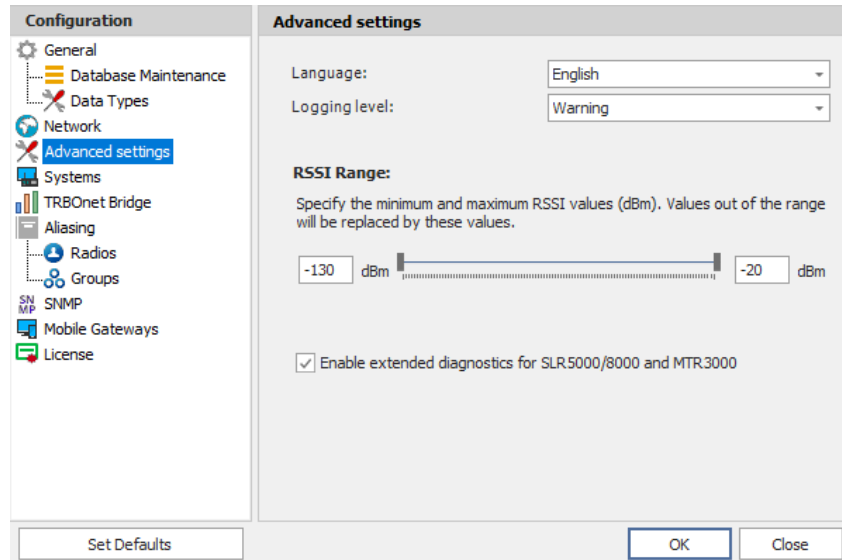 Configuration
General
Database Maintenance
Data Types
Network
Advanced settings
Systems
TRBOnet Bridge
Aliasing
Radios
Groups
SN
MP
SNMP
Mobile Gateways
License
Set Defaults
Advanced settings
Language: English
Logging level: Warning
RSSI Range:
Specify the minimum and maximum RSSI values (dBm). Values out of the range
will be replaced by these values.
-130 dBm -20 dBm
Enable extended diagnostics for SLR5000/8000 and MTR3000
OK Close